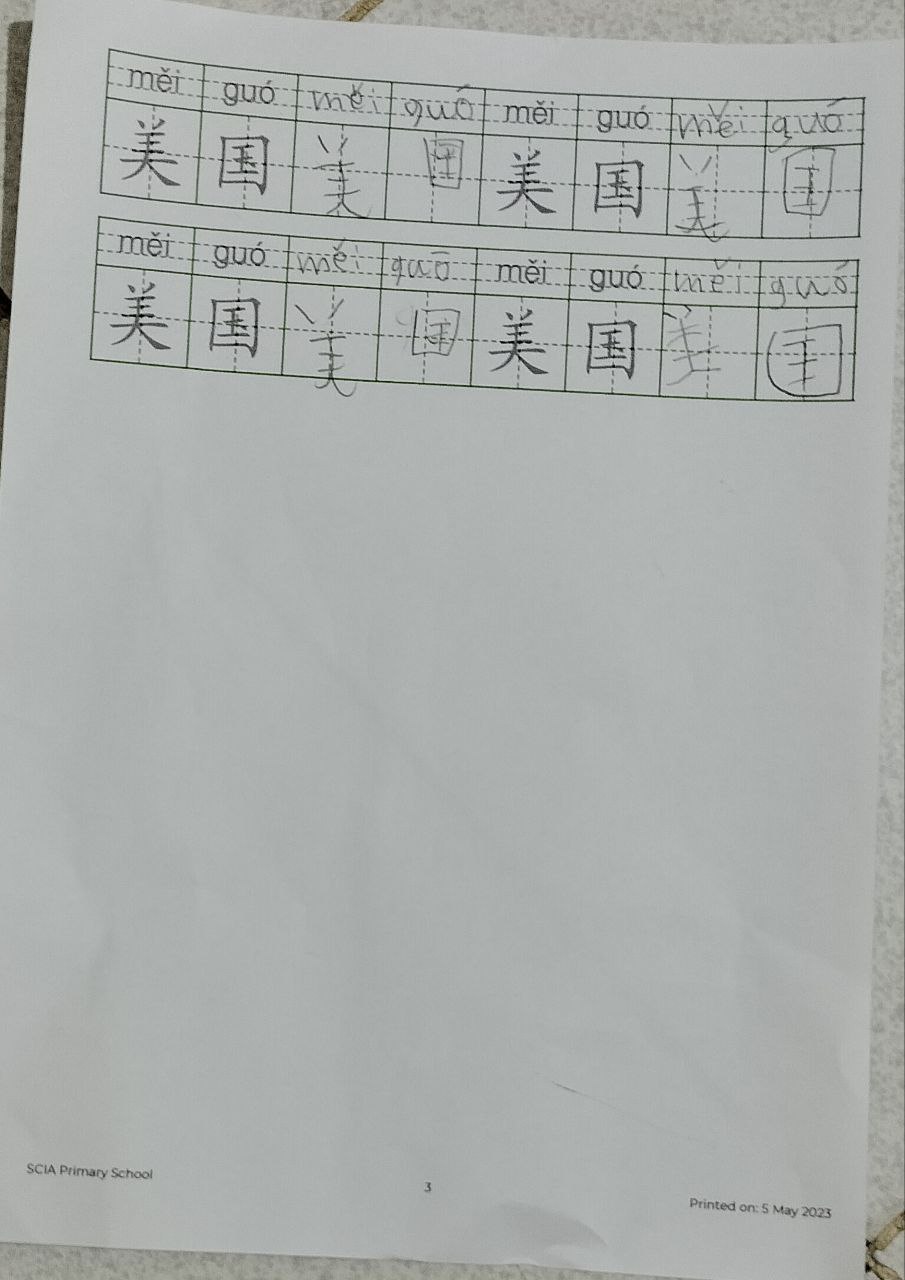 měi guó měi guō měi guó měi guō
美 国 美 国 美 国 美 国
měi guó měi guō měi guó měi guó
美 国 美 国 美 国 美 国
SCIA Primary School
3
Printed on: 5 May 2023